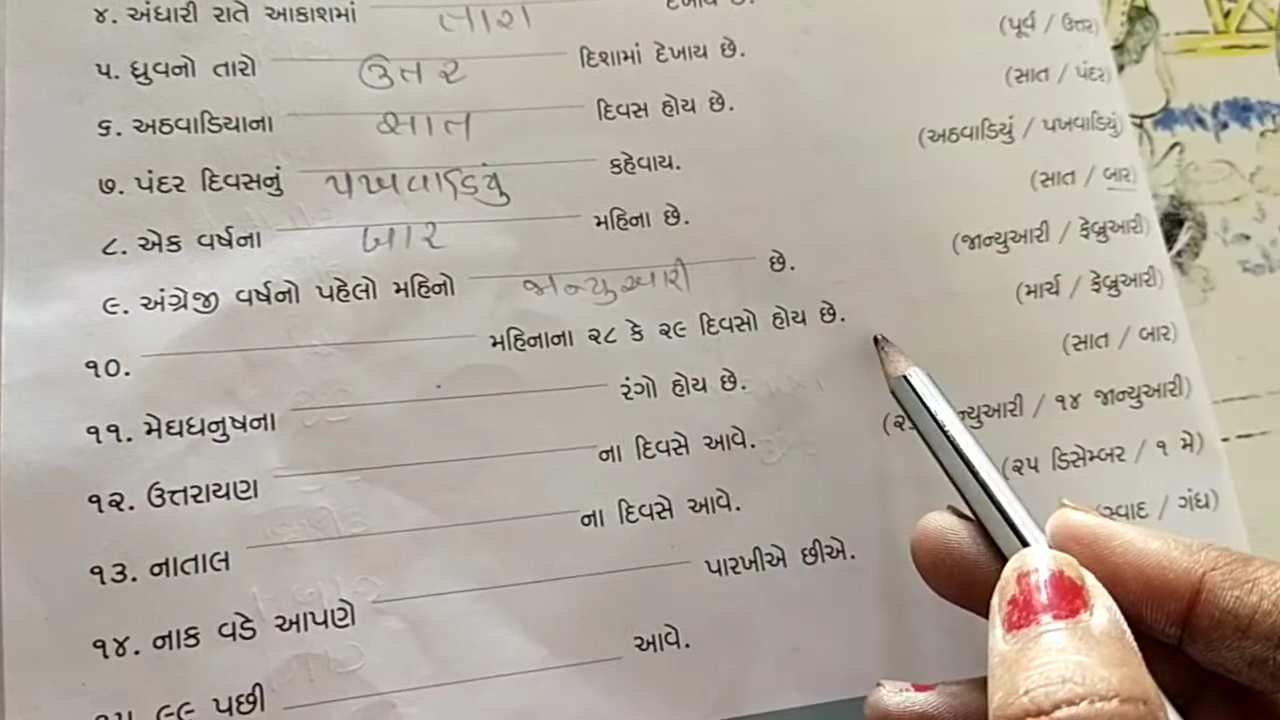 ૪. અંધારી રાતે આકાશમાં તારા
૫. ધ્રુવનો તારો ઉત્તર દિશામાં દેખાય છે. (પૂર્વ / ઉત્તર)
૬. અઠવાડિયાના સાત દિવસ હોય છે. (સાત / પંદર)
૭. પંદર દિવસનું પખવાડિયું કહેવાય. (અઠવાડિયું / પખવાડિયું)
૮. એક વર્ષના બાર મહિના છે. (સાત / બાર)
૯. અંગ્રેજી વર્ષનો પહેલો મહિનો જાન્યુઆરી છે. (જાન્યુઆરી / ફેબ્રુઆરી)
૧૦. મહિનાના ૨૮ કે ૨૯ દિવસો હોય છે. (માર્ચ / ફેબ્રુઆરી)
૧૧. મેઘધનુષના રંગો હોય છે. (સાત / બાર)
૧૨. ઉત્તરાયણ ના દિવસે આવે. / ૧૪ જાન્યુઆરી)
૧૩. નાતાલ ના દિવસે આવે. (૨૫ ડિસેમ્બર / ૧ મે)
૧૪. નાક વડે આપણે પારખીએ છીએ. / ગંધ)
૯૯ પછી આવે.